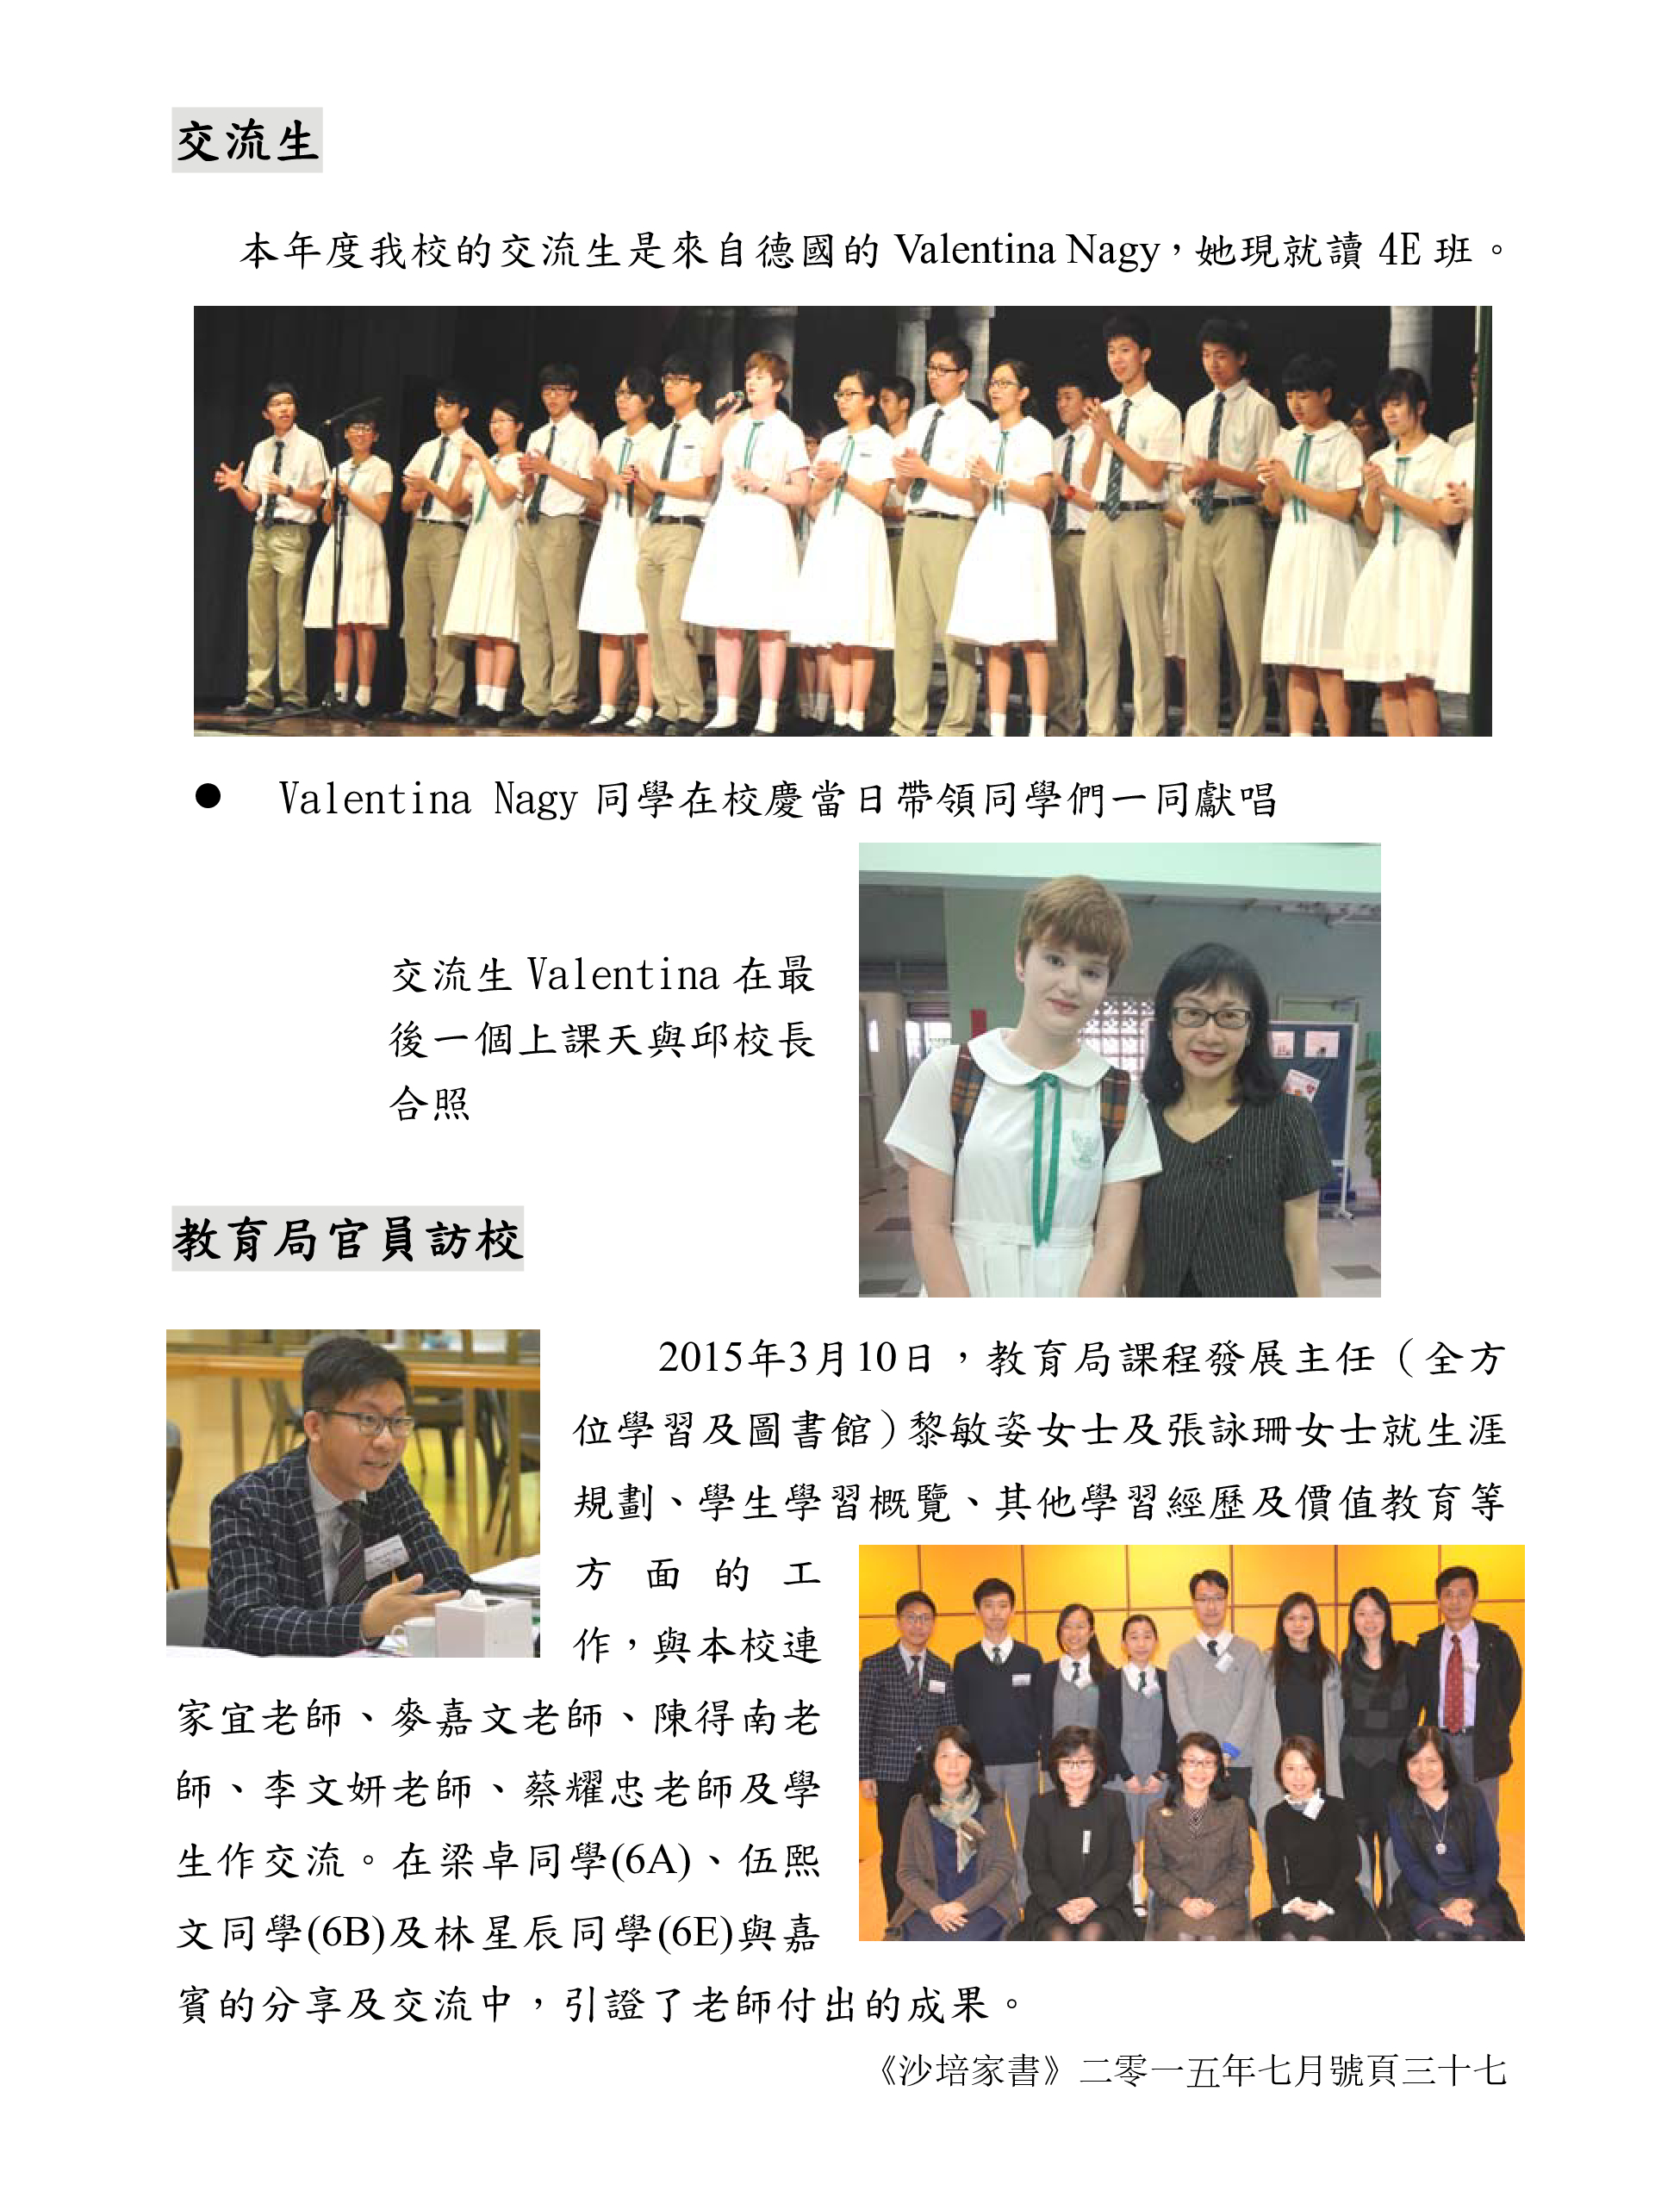 交流生
本年度我校的交流生是來自德國的 Valentina Nagy，她現就讀 4E 班。
● Valentina Nagy 同學在校慶當日帶領同學們一同獻唱
交流生 Valentina 在最
後一個上課天與邱校長
合照
教育局官員訪校
2015年3月10日，教育局課程發展主任（全方
位學習及圖書館）黎敏姿女士及張詠珊女士就生涯
規劃、學生學習概覽、其他學習經歷及價值教育等
方面的工
作，與本校連
家宜老師、麥嘉文老師、陳得南老
師、李文妍老師、蔡耀忠老師及學
生作交流。在梁卓同學(6A)、伍熙
文同學(6B)及林星辰同學(6E)與嘉
賓的分享及交流中，引證了老師付出的成果。
《沙培家書》二零一五年七月號頁三十七